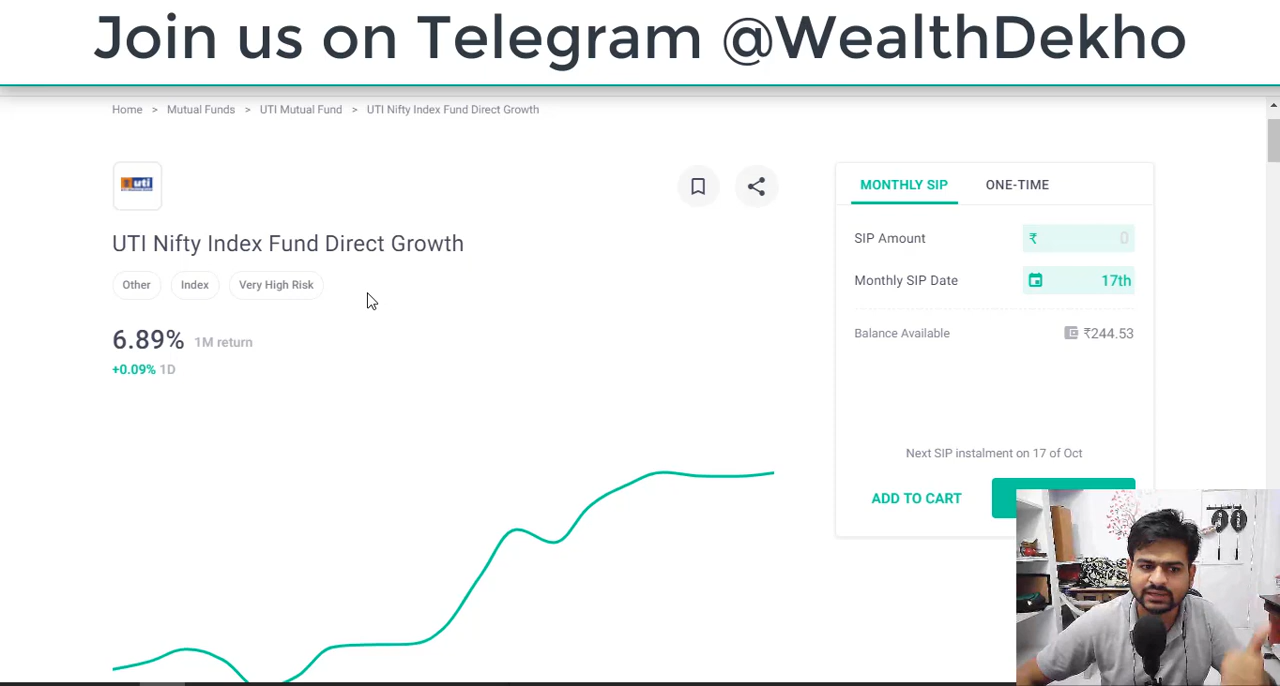 Join us on Telegram @WealthDekho
Home > Mutual Funds > UTI Mutual Fund > UTI Nifty Index Fund Direct Growth
uti
UTI Nifty Index Fund Direct Growth
Other Index Very High Risk
6.89% 1M return
+0.09% 1D
MONTHLY SIP ONE-TIME
SIP Amount ₹ 0
Monthly SIP Date 17th
Balance Available ₹244.53
Next SIP instalment on 17 of Oct
ADD TO CART